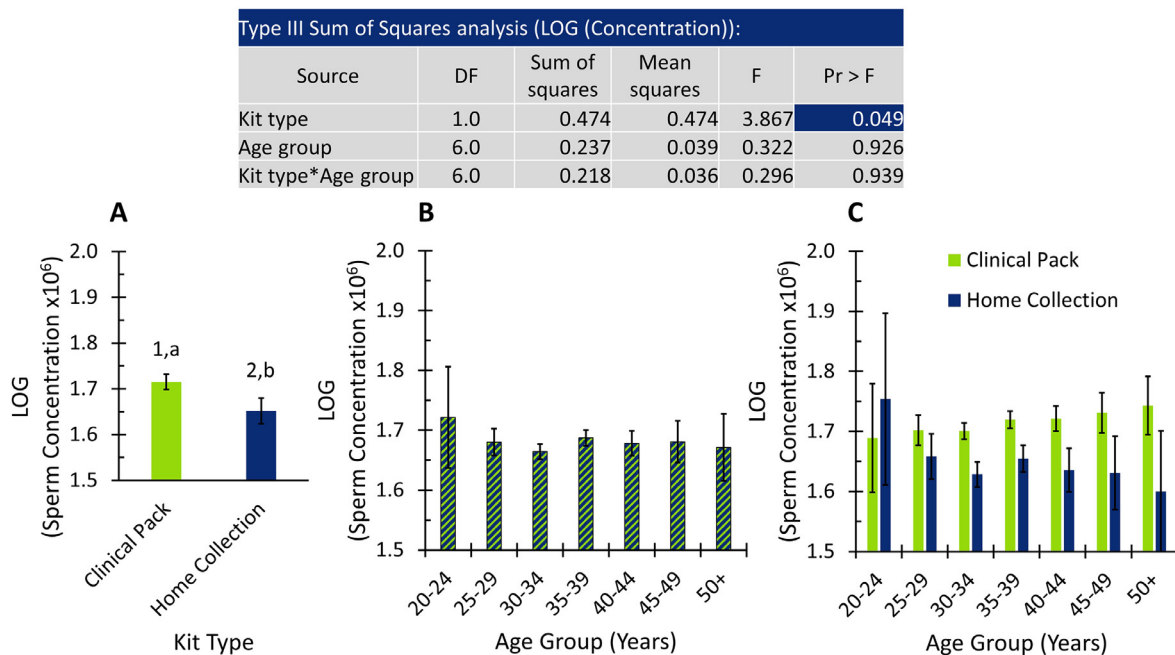 Type III Sum of Squares analysis (LOG (Concentration)):
Source DF Sum of squares Mean squares F Pr > F
Kit type 1.0 0.474 0.474 3.867 0.049
Age group 6.0 0.237 0.039 0.322 0.926
Kit type*Age group 6.0 0.218 0.036 0.296 0.939
A
LOG
(Sperm Concentration x10⁶)
2.0
1.9
1.8
1.7
1.6
1.5
1,a
2,b
Clinical Pack
Home Collection
Kit Type
B
LOG
(Sperm Concentration x10⁶)
2.0
1.9
1.8
1.7
1.6
1.5
20-24
25-29
30-34
35-39
40-44
45-49
50+
Age Group (Years)
C
LOG
(Sperm Concentration x10⁶)
2.0
1.9
1.8
1.7
1.6
1.5
Clinical Pack
Home Collection
20-24
25-29
30-34
35-39
40-44
45-49
50+
Age Group (Years)